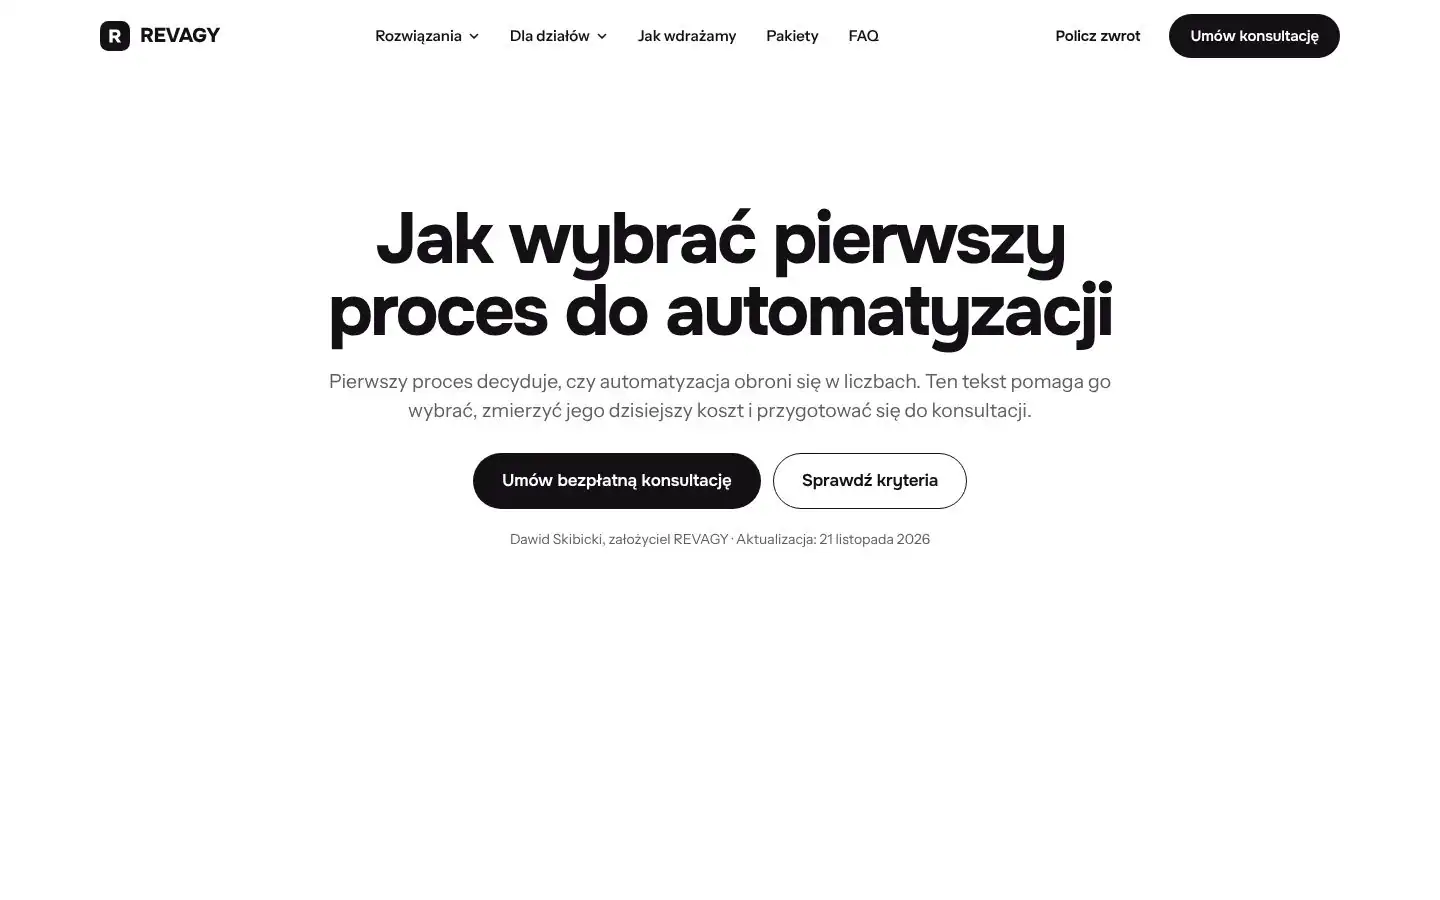 R REVAGY
Rozwiązania
Dla działów
Jak wdrażamy
Pakiety
FAQ
Policz zwrot
Umów konsultację
Jak wybrać pierwszy
proces do automatyzacji
Pierwszy proces decyduje, czy automatyzacja obroni się w liczbach. Ten tekst pomaga go
wybrać, zmierzyć jego dzisiejszy koszt i przygotować się do konsultacji.
Umów bezpłatną konsultację
Sprawdź kryteria
Dawid Skibicki, założyciel REVAGY · Aktualizacja: 21 listopada 2026